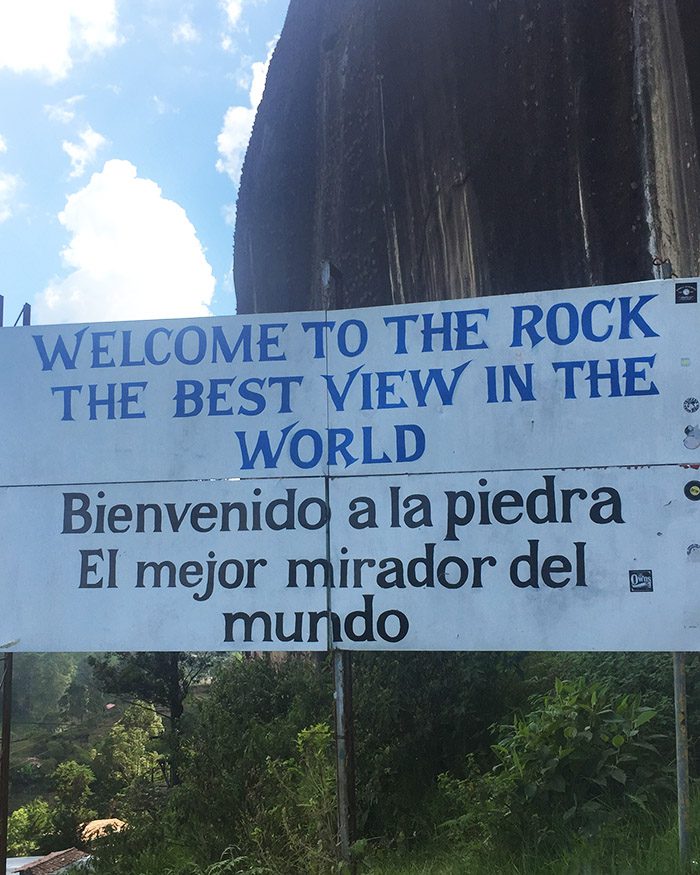 WELCOME TO THE ROCK
THE BEST VIEW IN THE
WORLD
Bienvenido a la piedra
El mejor mirador del
mundo